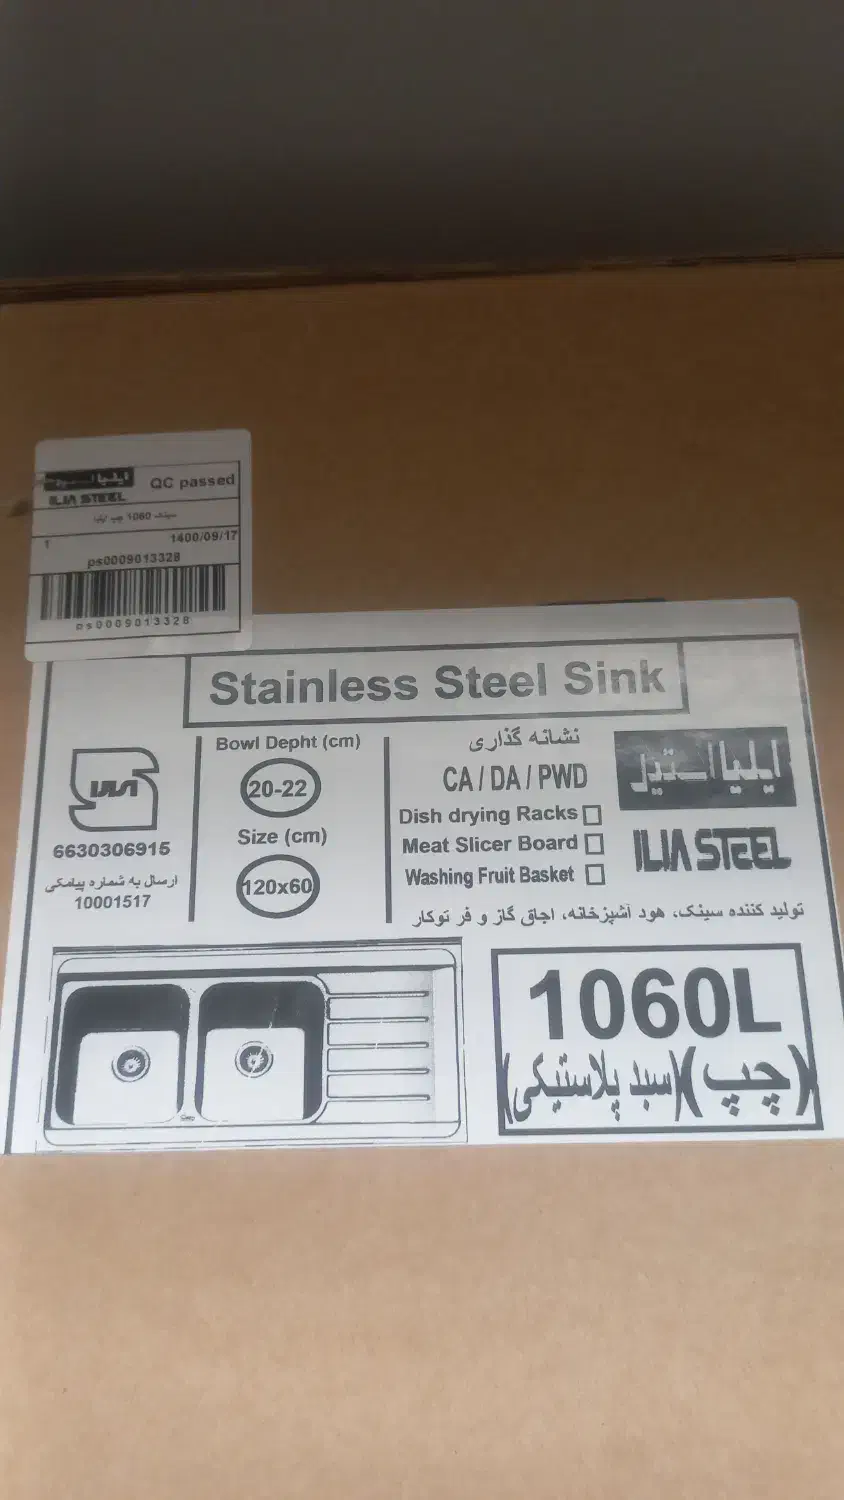 ایلیا استیل
QC passed
ILIA STEEL
سینک 1060 چپ ایلیا
1
1400/09/17
ps0009013328
ps0009013328
Stainless Steel Sink
6630306915
ارسال به شماره پیامکی
10001517
Bowl Depht (cm)
20-22
Size (cm)
120x60
نشانه گذاری
CA / DA / PWD
Dish drying Racks
Meat Slicer Board
Washing Fruit Basket
ایلیا استیل
ILIA STEEL
تولید کننده سینک، هود آشپزخانه، اجاق گاز و فر توکار
1060L
(چپ)(سبد پلاستیکی)